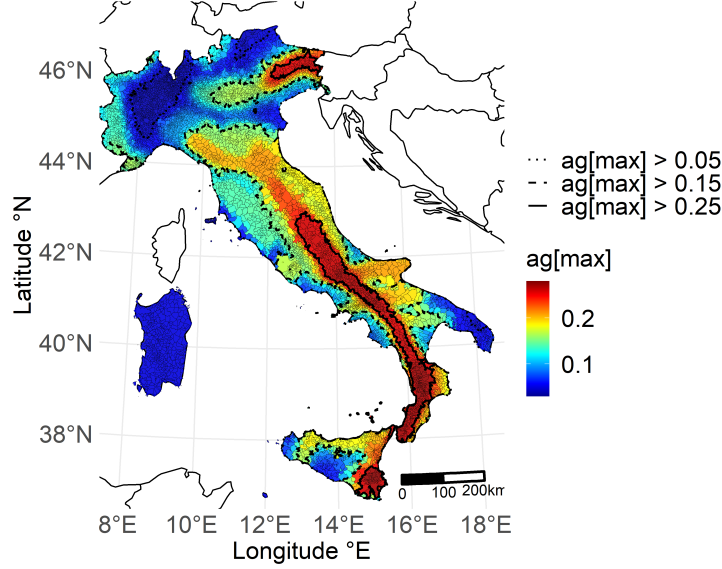 46°N
44°N
42°N
40°N
38°N
Latitude °N
8°E 10°E 12°E 14°E 16°E 18°E
Longitude °E
0 100 200km
ag[max] > 0.05
ag[max] > 0.15
ag[max] > 0.25
ag[max]
0.2
0.1